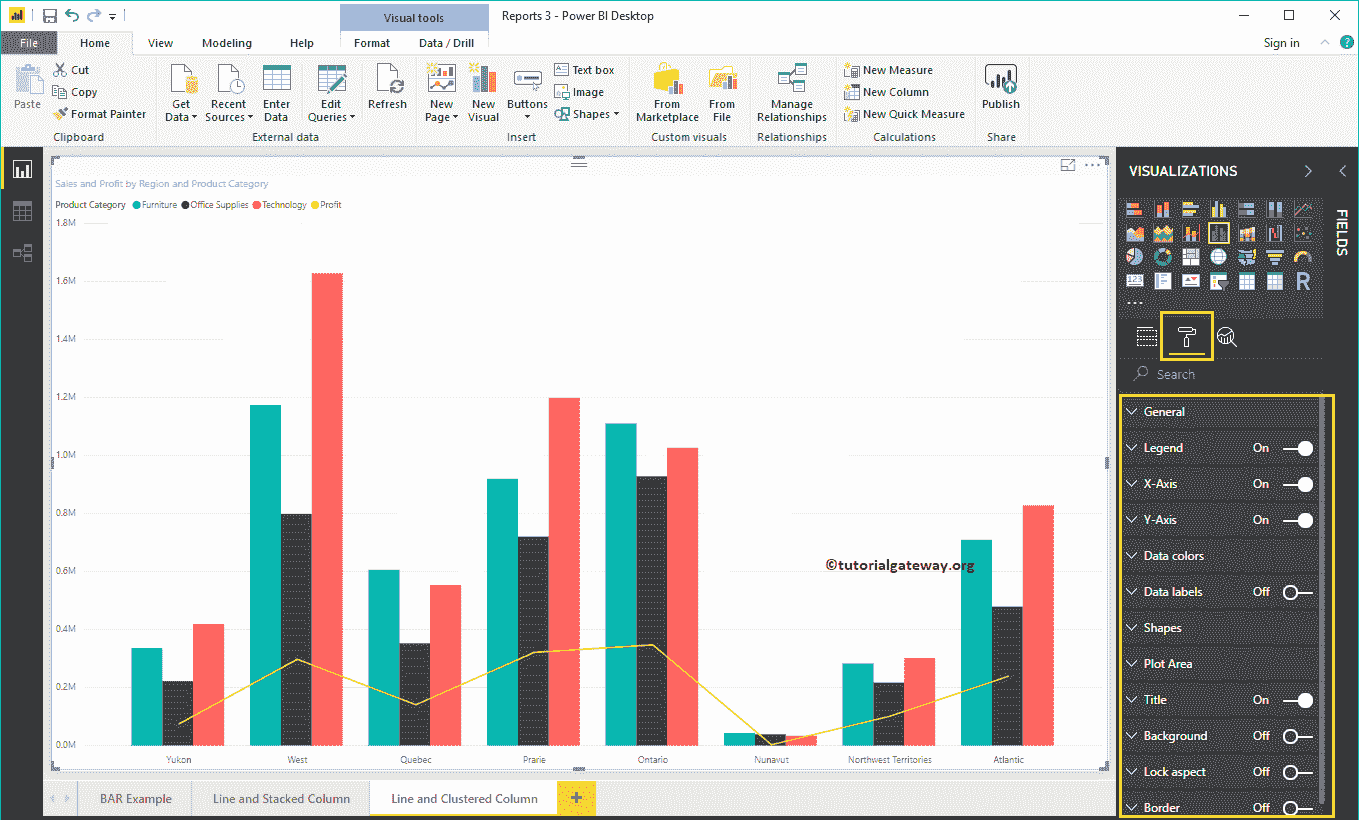 Visual tools
Reports 3 - Power BI Desktop
File Home View Modeling Help Format Data / Drill Sign in
Paste
Cut
Copy
Format Painter
Clipboard
Get Data
Recent Sources
Enter Data
Edit Queries
External data
Refresh
New Page
New Visual
Buttons
Text box
Image
Shapes
Insert
From Marketplace
From File
Custom visuals
Manage Relationships
Relationships
New Measure
New Column
New Quick Measure
Calculations
Publish
Share
Sales and Profit by Region and Product Category
Product Category Furniture Office Supplies Technology Profit
1.8M
1.6M
1.4M
1.2M
1.0M
0.8M
0.6M
0.4M
0.2M
0.0M
Yukon West Quebec Prarie Ontario Nunavut Northwest Territories Atlantic
©tutorialgateway.org
BAR Example Line and Stacked Column Line and Clustered Column +
VISUALIZATIONS
FIELDS
123
R
Search
General
Legend On
X-Axis On
Y-Axis On
Data colors
Data labels Off
Shapes
Plot Area
Title On
Background Off
Lock aspect Off
Border Off